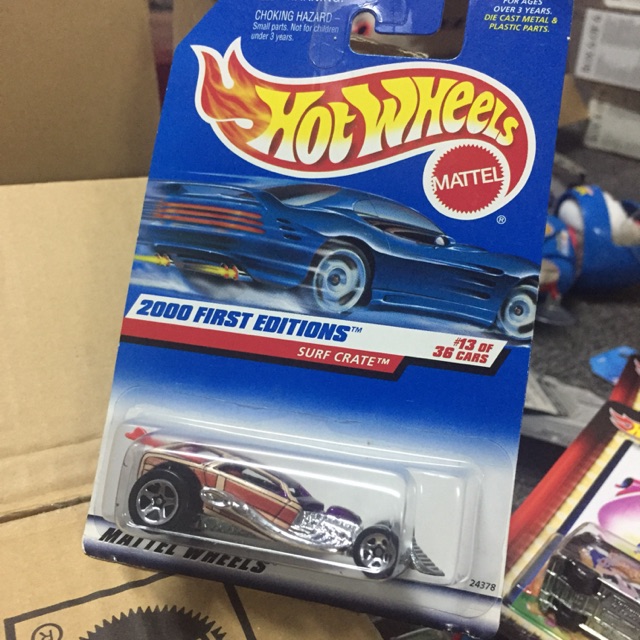 CHOKING HAZARD
Small parts. Not for children
under 3 years.
FOR AGES
OVER 3 YEARS.
DIE CAST METAL &
PLASTIC PARTS.
HOT WHEELS
MATTEL
®
2000 FIRST EDITIONS™
SURF CRATE™
#13 OF
36 CARS
MATTEL WHEELS
24378
®